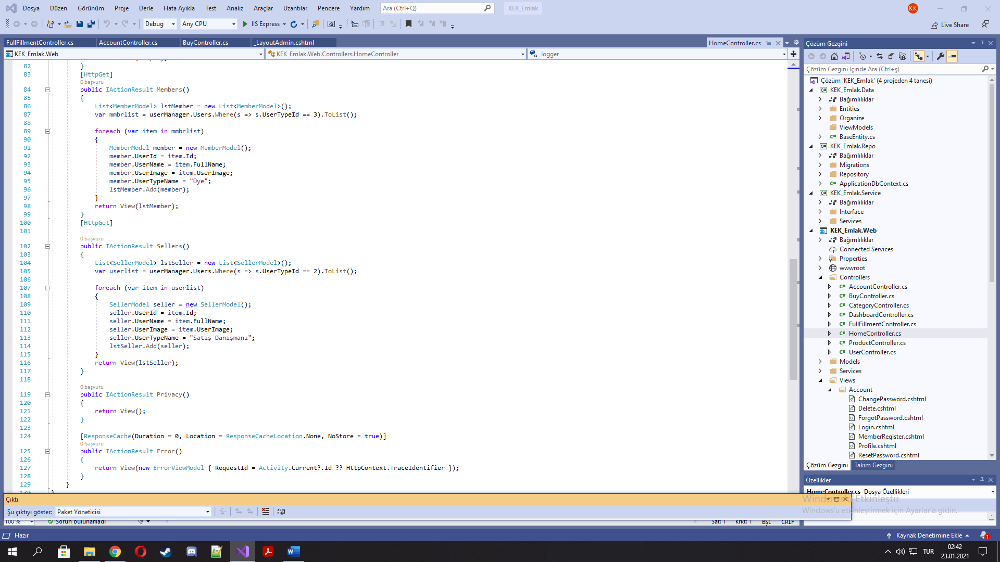 Dosya Düzen Görünüm Proje Derle Hata Ayıkla Test Analiz Araçlar Uzantılar Pencere Yardım Ara (Ctrl+Q) KEK_Emlak KK
Debug Any CPU IIS Express Live Share
FullFillmentController.cs AccountController.cs BuyController.cs _LayoutAdmin.cshtml HomeController.cs
KEK_Emlak.Web KEK_Emlak.Web.Controllers.HomeController _logger
82 }
83 [HttpGet]
0 başvuru
84 public IActionResult Members()
85 {
86 List<MemberModel> lstMember = new List<MemberModel>();
87 var mmbrlist = userManager.Users.Where(s => s.UserTypeId == 3).ToList();
88
89 foreach (var item in mmbrlist)
90 {
91 MemberModel member = new MemberModel();
92 member.UserId = item.Id;
93 member.UserName = item.FullName;
94 member.UserImage = item.UserImage;
95 member.UserTypeName = "Üye";
96 lstMember.Add(member);
97 }
98 return View(lstMember);
99 }
100 [HttpGet]
101
0 başvuru
102 public IActionResult Sellers()
103 {
104 List<SellerModel> lstSeller = new List<SellerModel>();
105 var userlist = userManager.Users.Where(s => s.UserTypeId == 2).ToList();
106
107 foreach (var item in userlist)
108 {
109 SellerModel seller = new SellerModel();
110 seller.UserId = item.Id;
111 seller.UserName = item.FullName;
112 seller.UserImage = item.UserImage;
113 seller.UserTypeName = "Satış Danışmanı";
114 lstSeller.Add(seller);
115 }
116 return View(lstSeller);
117 }
118
0 başvuru
119 public IActionResult Privacy()
120 {
121 return View();
122 }
123
124 [ResponseCache(Duration = 0, Location = ResponseCacheLocation.None, NoStore = true)]
0 başvuru
125 public IActionResult Error()
126 {
127 return View(new ErrorViewModel { RequestId = Activity.Current?.Id ?? HttpContext.TraceIdentifier });
128 }
129 }
130 }
Çıktı
Şu çıktıyı göster: Paket Yöneticisi
100 % Sorun bulunamadı Sat: 1 Krkt: 1 BŞL CRLF
Çözüm Gezgini
Çözüm Gezgini İçinde Ara (Ctrl+ş)
Çözüm 'KEK_Emlak' (4 projeden 4 tanesi)
KEK_Emlak.Data
Bağımlılıklar
Entities
Organize
ViewModels
BaseEntity.cs
KEK_Emlak.Repo
Bağımlılıklar
Migrations
Repository
ApplicationDbContext.cs
KEK_Emlak.Service
Bağımlılıklar
Interface
Services
KEK_Emlak.Web
Bağımlılıklar
Connected Services
Properties
wwwroot
Controllers
AccountController.cs
BuyController.cs
CategoryController.cs
DashboardController.cs
FullFillmentController.cs
HomeController.cs
ProductController.cs
UserController.cs
Models
Services
Views
Account
ChangePassword.cshtml
Delete.cshtml
ForgotPassword.cshtml
Login.cshtml
MemberRegister.cshtml
Profile.cshtml
ResetPassword.cshtml
Çözüm Gezgini Takım Gezgini
Özellikler
HomeController.cs Dosya Özellikleri
Windows'u Etkinleştir
Windows'u etkinleştirmek için Ayarlar'a gidin.
Hazır Kaynak Denetimine Ekle 1
TUR 02:42
23.01.2021